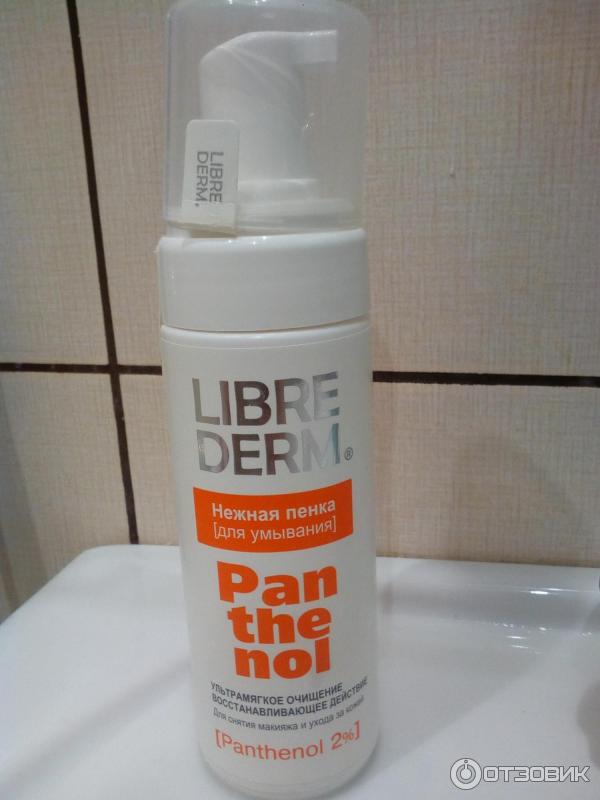 LIBRE
DERM.
LIBRE
DERM®
Нежная пенка
[для умывания]
Pan
the
nol
УЛЬТРАМЯГКОЕ ОЧИЩЕНИЕ
ВОССТАНАВЛИВАЮЩЕЕ ДЕЙСТВИЕ
Для снятия макияжа и ухода за кожей
[Panthenol 2%]
ОТЗОВИК